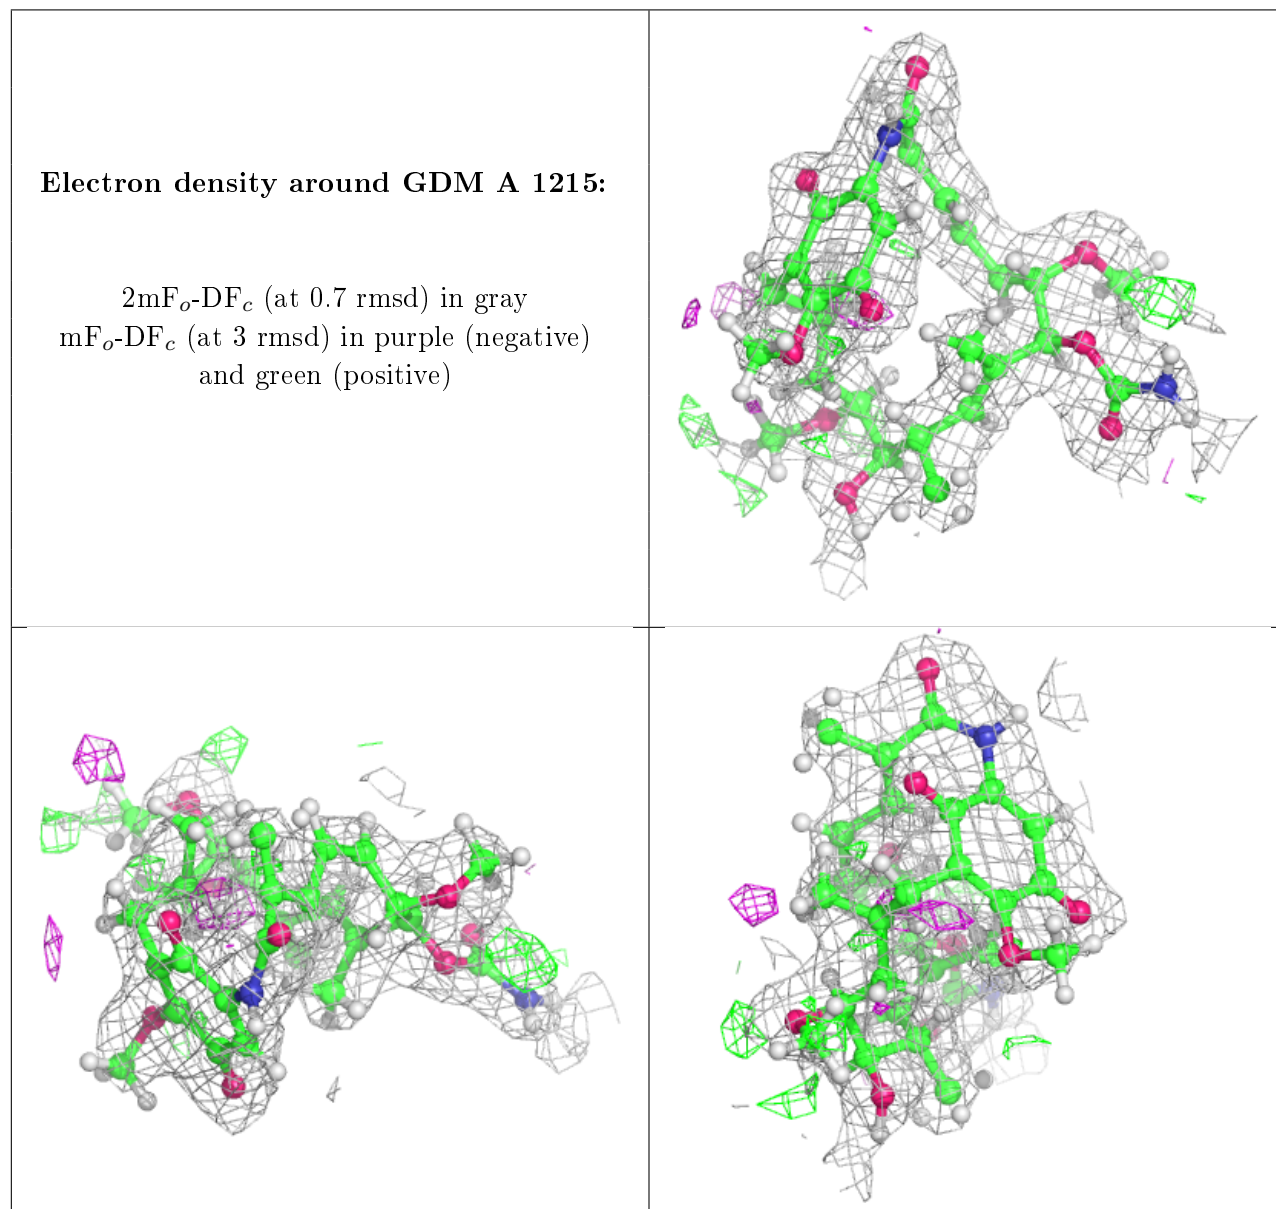 Electron density around GDM A 1215:
2mFo-DFc (at 0.7 rmsd) in gray
mFo-DFc (at 3 rmsd) in purple (negative)
and green (positive)